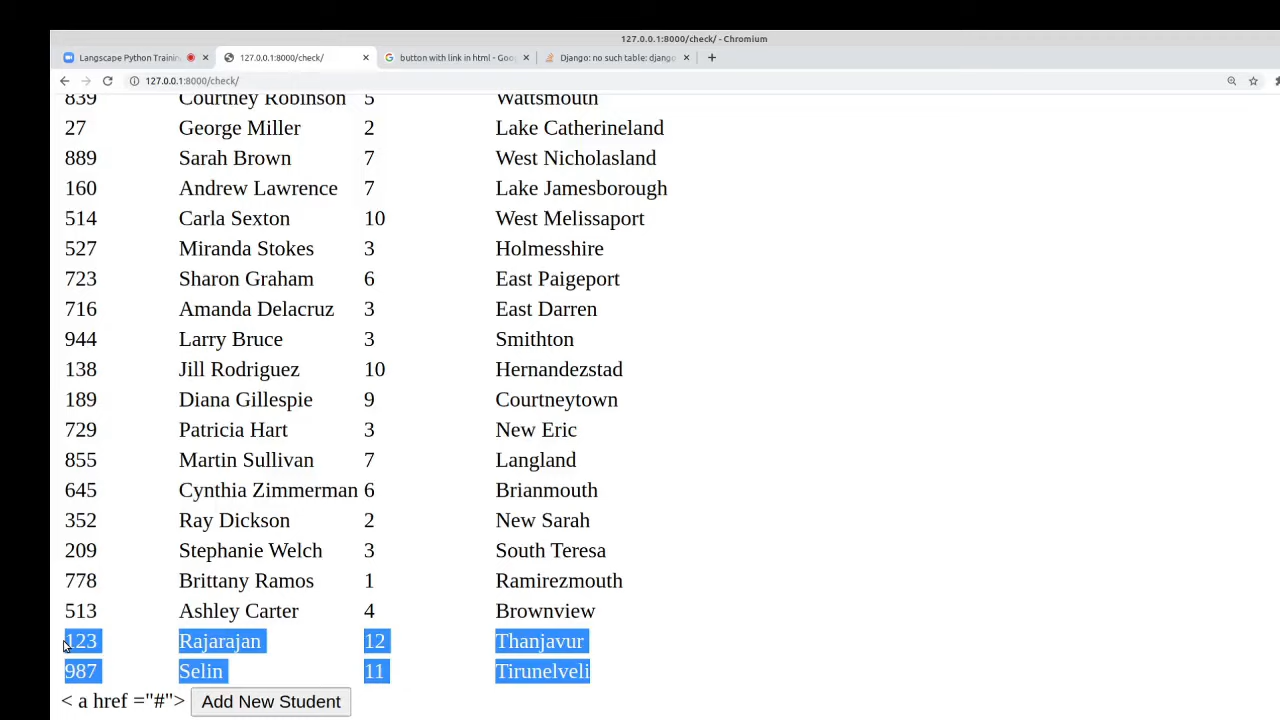 127.0.0.1:8000/check/ - Chromium
Langscape Python Trainin
127.0.0.1:8000/check/
button with link in html - Goo
Django: no such table: django
127.0.0.1:8000/check/
839 Courtney Robinson 5 Wattsmouth
27 George Miller 2 Lake Catherineland
889 Sarah Brown 7 West Nicholasland
160 Andrew Lawrence 7 Lake Jamesborough
514 Carla Sexton 10 West Melissaport
527 Miranda Stokes 3 Holmesshire
723 Sharon Graham 6 East Paigeport
716 Amanda Delacruz 3 East Darren
944 Larry Bruce 3 Smithton
138 Jill Rodriguez 10 Hernandezstad
189 Diana Gillespie 9 Courtneytown
729 Patricia Hart 3 New Eric
855 Martin Sullivan 7 Langland
645 Cynthia Zimmerman 6 Brianmouth
352 Ray Dickson 2 New Sarah
209 Stephanie Welch 3 South Teresa
778 Brittany Ramos 1 Ramirezmouth
513 Ashley Carter 4 Brownview
123 Rajarajan 12 Thanjavur
987 Selin 11 Tirunelveli
< a href ="#"> Add New Student